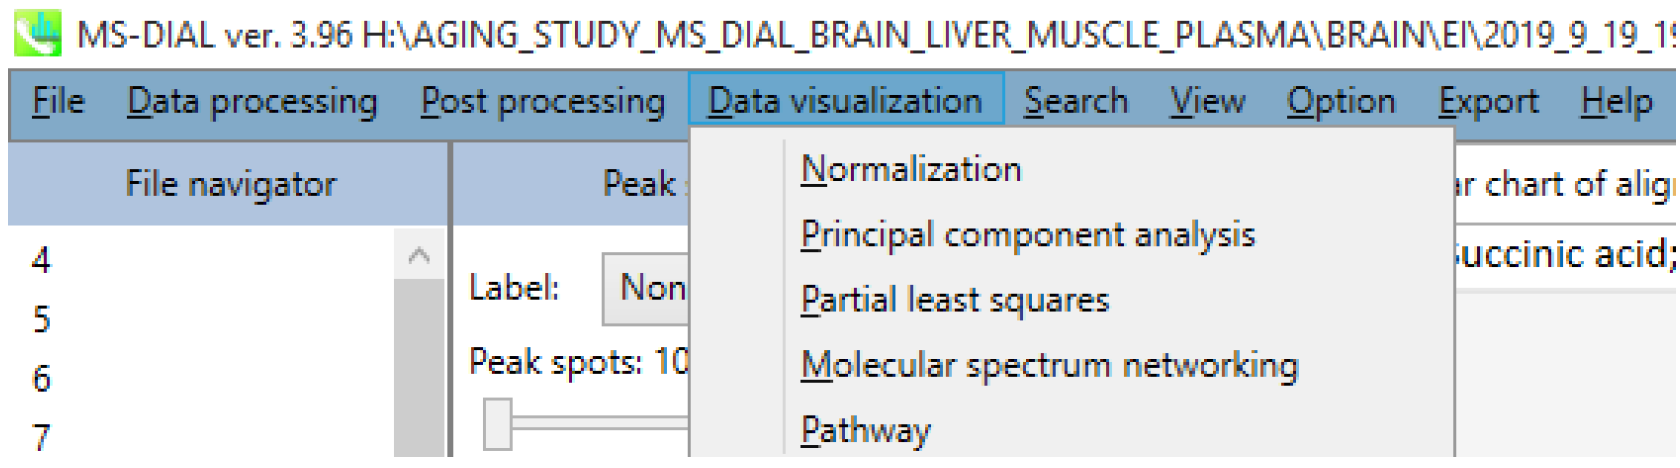 MS-DIAL ver. 3.96 H:\AGING_STUDY_MS_DIAL_BRAIN_LIVER_MUSCLE_PLASMA\BRAIN\EI\2019_9_19_19
File Data processing Post processing Data visualization Search View Option Export Help
File navigator
4
5
6
7
Peak
Label: Non
Peak spots: 10
Normalization
Principal component analysis
Partial least squares
Molecular spectrum networking
Pathway
ar chart of alig
uccinic acid;